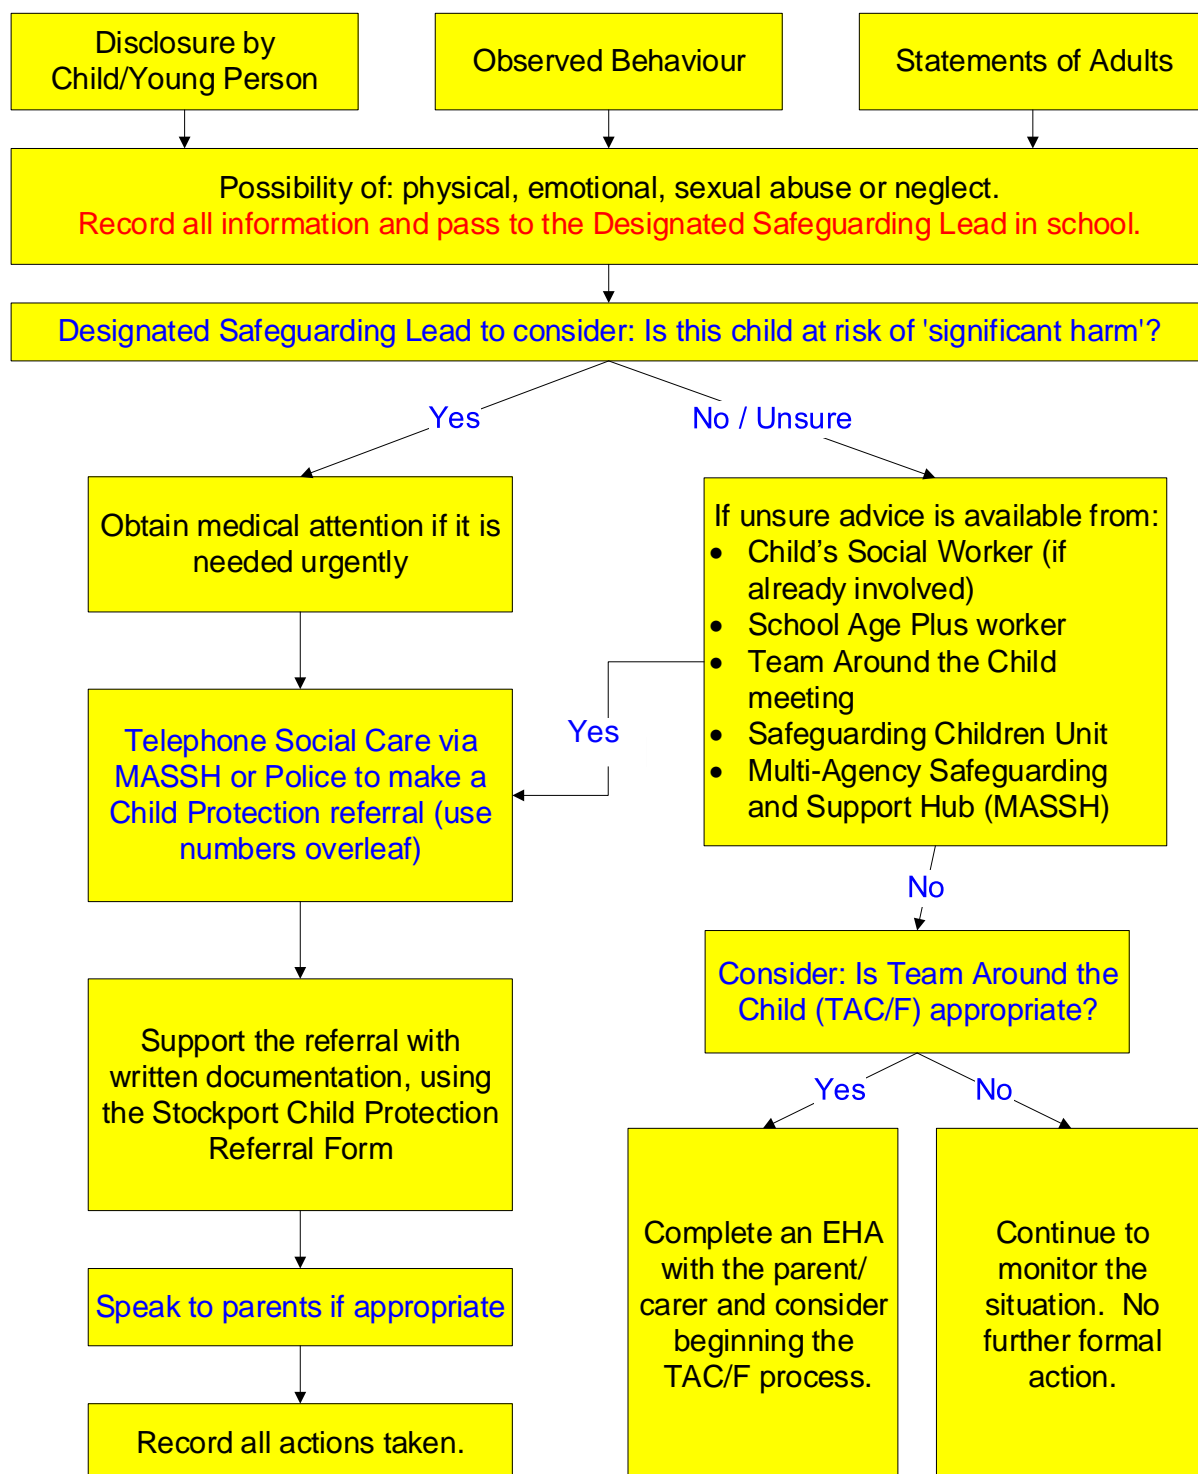 Disclosure by
Child/Young Person
Observed Behaviour
Statements of Adults
Possibility of: physical, emotional, sexual abuse or neglect.
Record all information and pass to the Designated Safeguarding Lead in school.
Designated Safeguarding Lead to consider: Is this child at risk of 'significant harm'?
Yes
No / Unsure
Obtain medical attention if it is
needed urgently
If unsure advice is available from:
• Child’s Social Worker (if
already involved)
• School Age Plus worker
• Team Around the Child
meeting
• Safeguarding Children Unit
• Multi-Agency Safeguarding
and Support Hub (MASSH)
Yes
Telephone Social Care via
MASSH or Police to make a
Child Protection referral (use
numbers overleaf)
No
Consider: Is Team Around the
Child (TAC/F) appropriate?
Support the referral with
written documentation, using
the Stockport Child Protection
Referral Form
Yes
No
Complete an EHA
with the parent/
carer and consider
beginning the
TAC/F process.
Continue to
monitor the
situation.  No
further formal
action.
Speak to parents if appropriate
Record all actions taken.